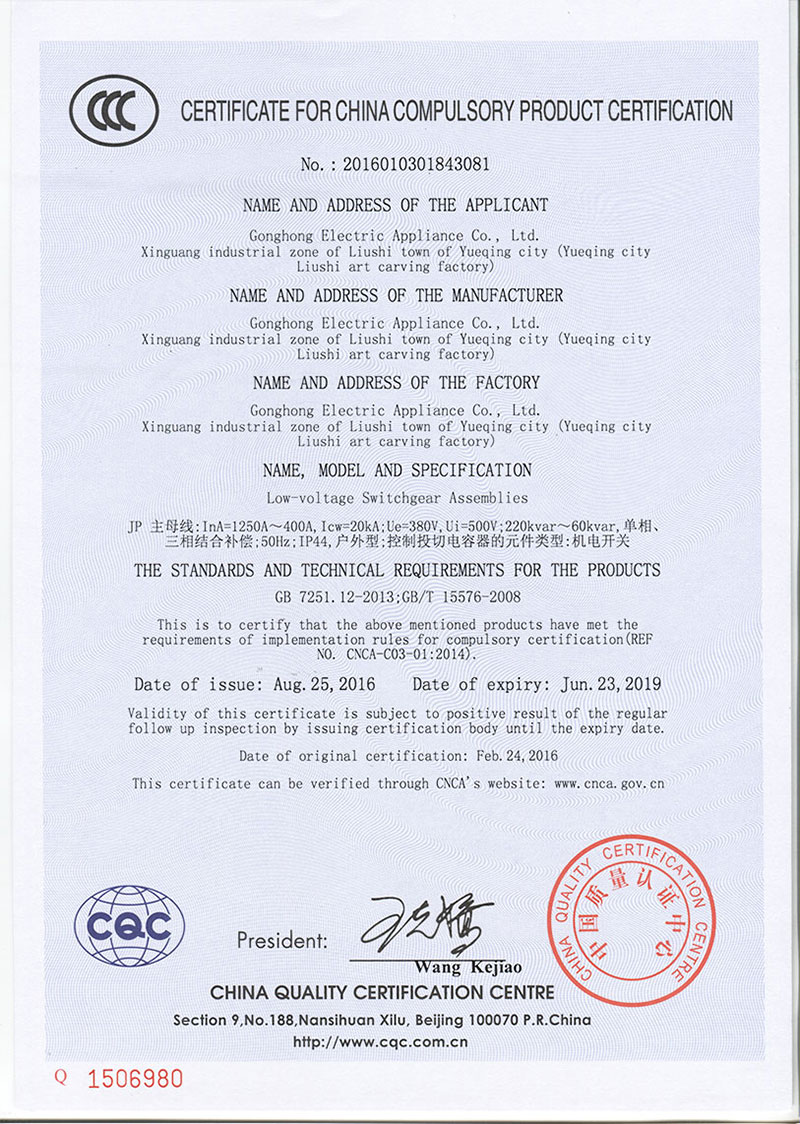 CERTIFICATE FOR CHINA COMPULSORY PRODUCT CERTIFICATION
No. : 2016010301843081
NAME AND ADDRESS OF THE APPLICANT
Gonghong Electric Appliance Co., Ltd.
Xinguang industrial zone of Liushi town of Yueqing city (Yueqing city
Liushi art carving factory)
NAME AND ADDRESS OF THE MANUFACTURER
Gonghong Electric Appliance Co., Ltd.
Xinguang industrial zone of Liushi town of Yueqing city (Yueqing city
Liushi art carving factory)
NAME AND ADDRESS OF THE FACTORY
Gonghong Electric Appliance Co., Ltd.
Xinguang industrial zone of Liushi town of Yueqing city (Yueqing city
Liushi art carving factory)
NAME, MODEL AND SPECIFICATION
Low-voltage Switchgear Assemblies
JP 主母线:InA=1250A～400A,Icw=20kA;Ue=380V,Ui=500V;220kvar～60kvar,单相、
三相结合补偿;50Hz;IP44,户外型;控制投切电容器的元件类型:机电开关
THE STANDARDS AND TECHNICAL REQUIREMENTS FOR THE PRODUCTS
GB 7251.12-2013;GB/T 15576-2008
This is to certify that the above mentioned products have met the
requirements of implementation rules for compulsory certification(REF
NO. CNCA-C03-01:2014).
Date of issue: Aug.25,2016 Date of expiry: Jun.23,2019
Validity of this certificate is subject to positive result of the regular
follow up inspection by issuing certification body until the expiry date.
Date of original certification: Feb.24,2016
This certificate can be verified through CNCA's website: www.cnca.gov.cn
CQC
President:
王克娇
Wang Kejiao
CHINA QUALITY CERTIFICATION CENTRE
中国质量认证中心
CHINA QUALITY CERTIFICATION CENTRE
Section 9,No.188,Nansihuan Xilu, Beijing 100070 P.R.China
http://www.cqc.com.cn
Q 1506980